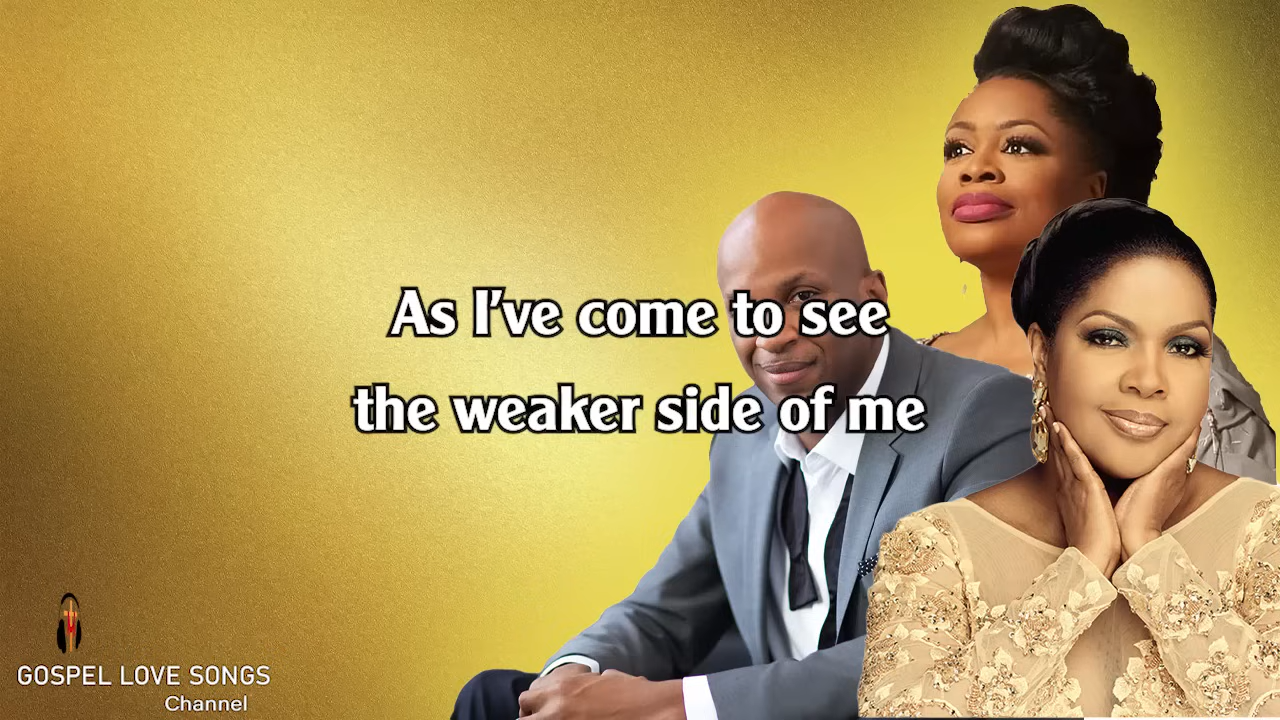 As I've come to see
the weaker side of me
GOSPEL LOVE SONGS
Channel